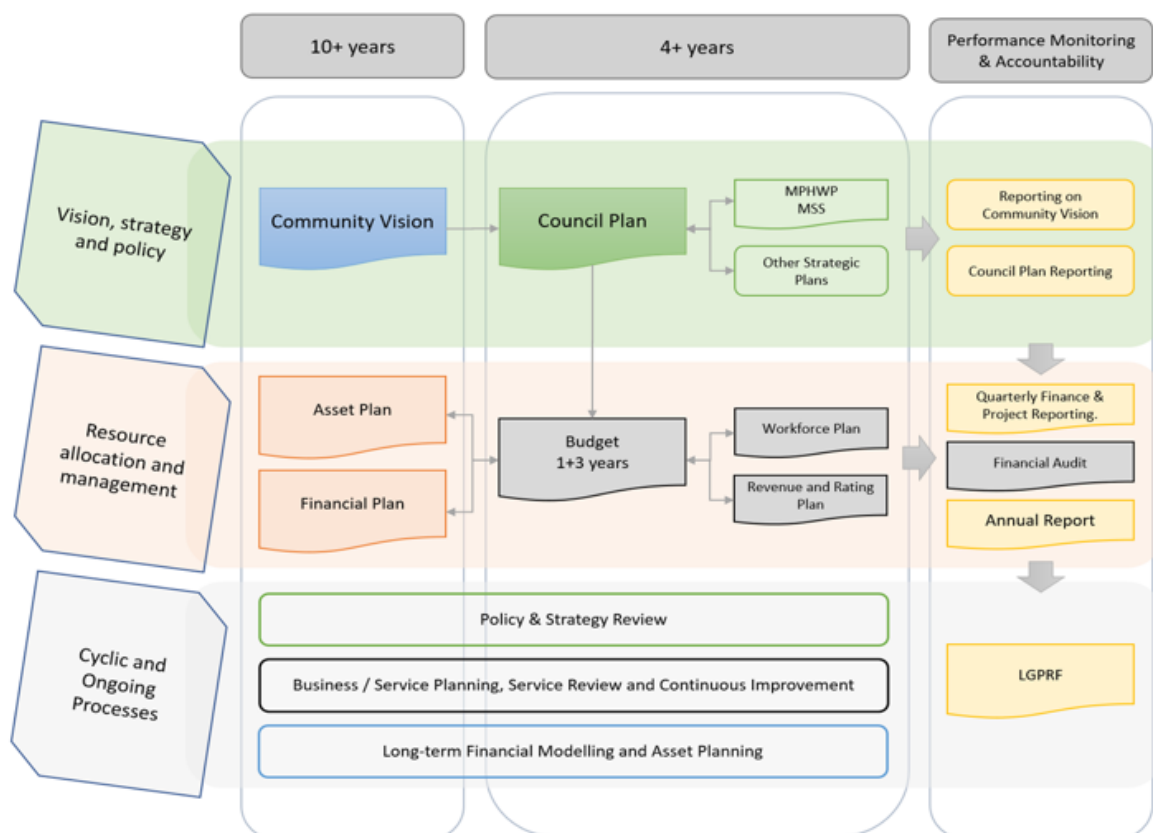 10+ years
4+ years
Performance Monitoring
& Accountability
Vision, strategy
and policy
Community Vision
Council Plan
MPHWP
MSS
Other Strategic
Plans
Reporting on
Community Vision
Council Plan Reporting
Resource
allocation and
management
Asset Plan
Financial Plan
Budget
1+3 years
Workforce Plan
Revenue and Rating
Plan
Quarterly Finance &
Project Reporting.
Financial Audit
Annual Report
Cyclic and
Ongoing
Processes
Policy & Strategy Review
Business / Service Planning, Service Review and Continuous Improvement
Long-term Financial Modelling and Asset Planning
LGPRF